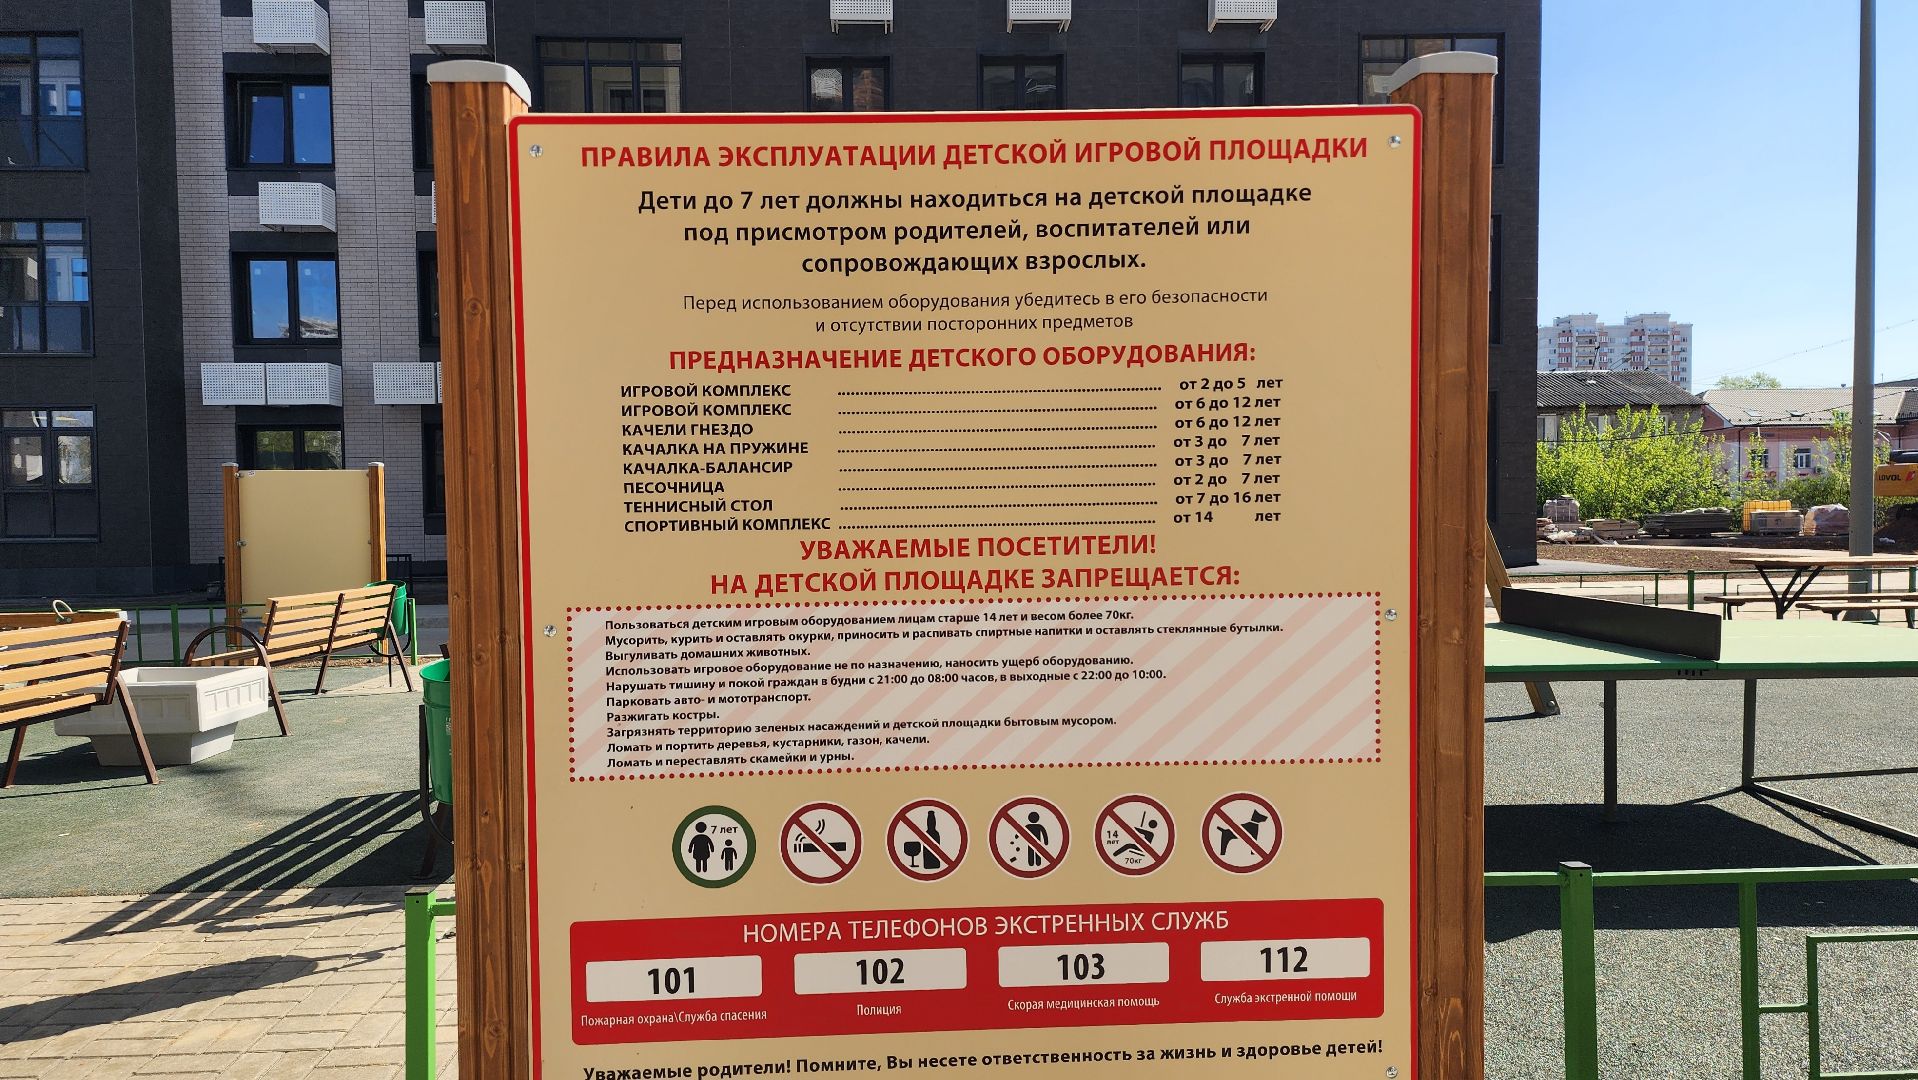 ПРАВИЛА ЭКСПЛУАТАЦИИ ДЕТСКОЙ ИГРОВОЙ ПЛОЩАДКИ
Дети до 7 лет должны находиться на детской площадке
под присмотром родителей, воспитателей или
сопровождающих взрослых.
Перед использованием оборудования убедитесь в его безопасности
и отсутствии посторонних предметов
ПРЕДНАЗНАЧЕНИЕ ДЕТСКОГО ОБОРУДОВАНИЯ:
ИГРОВОЙ КОМПЛЕКС от 2 до 5 лет
ИГРОВОЙ КОМПЛЕКС от 6 до 12 лет
КАЧЕЛИ ГНЕЗДО от 6 до 12 лет
КАЧАЛКА НА ПРУЖИНЕ от 3 до 7 лет
КАЧАЛКА-БАЛАНСИР от 3 до 7 лет
ПЕСОЧНИЦА от 2 до 7 лет
ТЕННИСНЫЙ СТОЛ от 7 до 16 лет
СПОРТИВНЫЙ КОМПЛЕКС от 14 лет
УВАЖАЕМЫЕ ПОСЕТИТЕЛИ!
НА ДЕТСКОЙ ПЛОЩАДКЕ ЗАПРЕЩАЕТСЯ:
Пользоваться детским игровым оборудованием лицам старше 14 лет и весом более 70кг.
Мусорить, курить и оставлять окурки, приносить и распивать спиртные напитки и оставлять стеклянные бутылки.
Выгуливать домашних животных.
Использовать игровое оборудование не по назначению, наносить ущерб оборудованию.
Нарушать тишину и покой граждан в будни с 21:00 до 08:00 часов, в выходные с 22:00 до 10:00.
Парковать авто- и мототранспорт.
Разжигать костры.
Загрязнять территорию зеленых насаждений и детской площадки бытовым мусором.
Ломать и портить деревья, кустарники, газон, качели.
Ломать и переставлять скамейки и урны.
7 лет
14 лет
70кг
НОМЕРА ТЕЛЕФОНОВ ЭКСТРЕННЫХ СЛУЖБ
101 102 103 112
Пожарная охрана\Служба спасения Полиция Скорая медицинская помощь Служба экстренной помощи
Уважаемые родители! Помните, Вы несете ответственность за жизнь и здоровье детей!
LOVOL